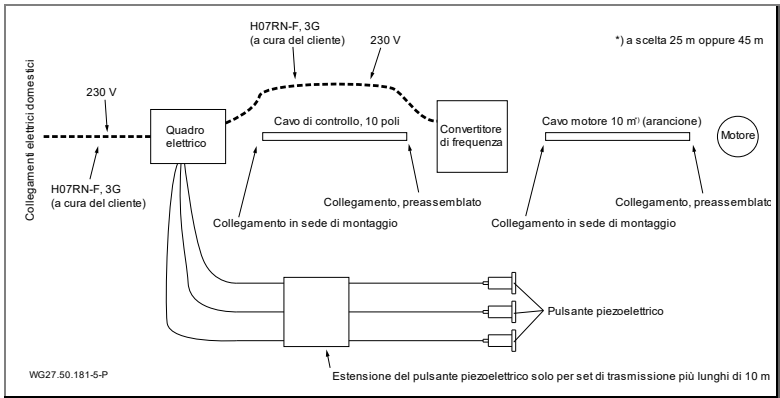 H07RN-F, 3G
(a cura del cliente)
230 V
*) a scelta 25 m oppure 45 m
Collegamenti elettrici domestici
230 V
Quadro
elettrico
Cavo di controllo, 10 poli
Convertitore
di frequenza
Cavo motore 10 m*) (arancione)
Motore
H07RN-F, 3G
(a cura del cliente)
Collegamento, preassemblato
Collegamento, preassemblato
Collegamento in sede di montaggio
Collegamento in sede di montaggio
Pulsante piezoelettrico
WG27.50.181-5-P
Estensione del pulsante piezoelettrico solo per set di trasmissione più lunghi di 10 m